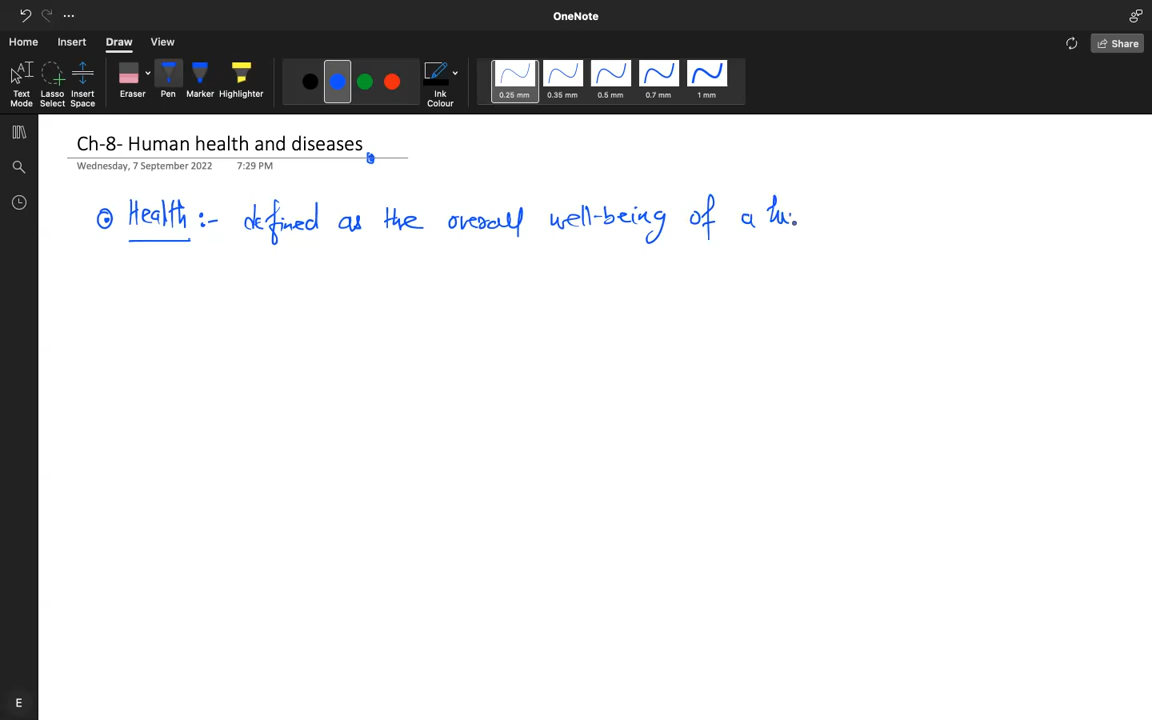 OneNote
Home Insert Draw View
Share
Text Mode Lasso Select Insert Space Eraser Pen Marker Highlighter Ink Colour 0.25 mm 0.35 mm 0.5 mm 0.7 mm 1 mm
Ch-8- Human health and diseases
Wednesday, 7 September 2022 7:29 PM
Health :- defined as the overall well-being of a hu
E